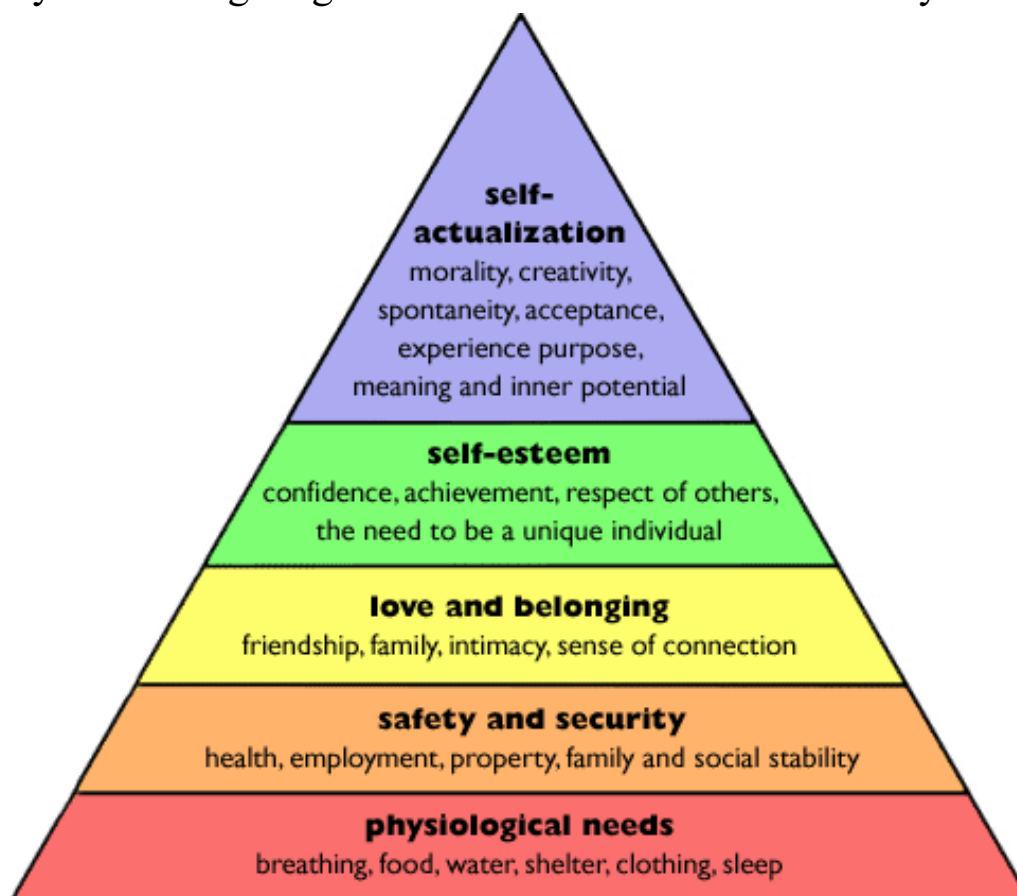 self-
actualization
morality, creativity,
spontaneity, acceptance,
experience purpose,
meaning and inner potential
self-esteem
confidence, achievement, respect of others,
the need to be a unique individual
love and belonging
friendship, family, intimacy, sense of connection
safety and security
health, employment, property, family and social stability
physiological needs
breathing, food, water, shelter, clothing, sleep